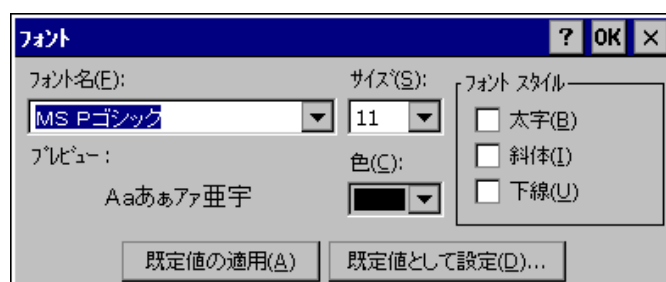 フォント ? OK ×
フォント名(F): サイズ(S): フォント スタイル
ＭＳ Ｐゴシック 11 太字(B)
プレビュー： 色(C): 斜体(I)
Aaあぁアァ亜宇 下線(U)
既定値の適用(A) 既定値として設定(D)...